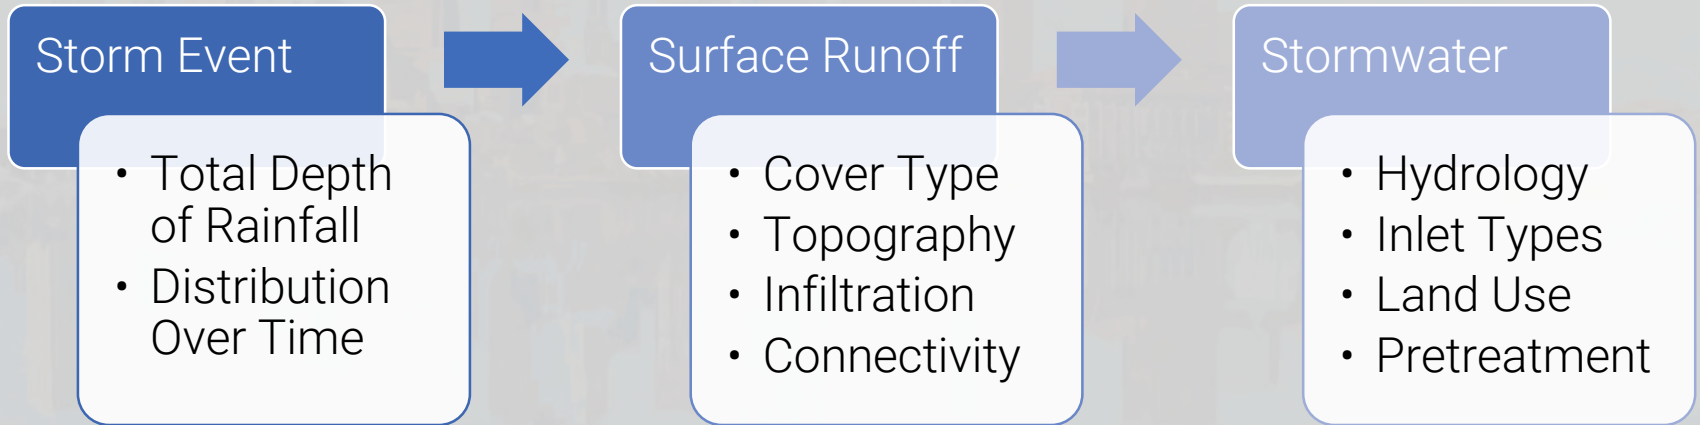 Storm Event
• Total Depth
of Rainfall
• Distribution
Over Time
Surface Runoff
• Cover Type
• Topography
• Infiltration
• Connectivity
Stormwater
• Hydrology
• Inlet Types
• Land Use
• Pretreatment